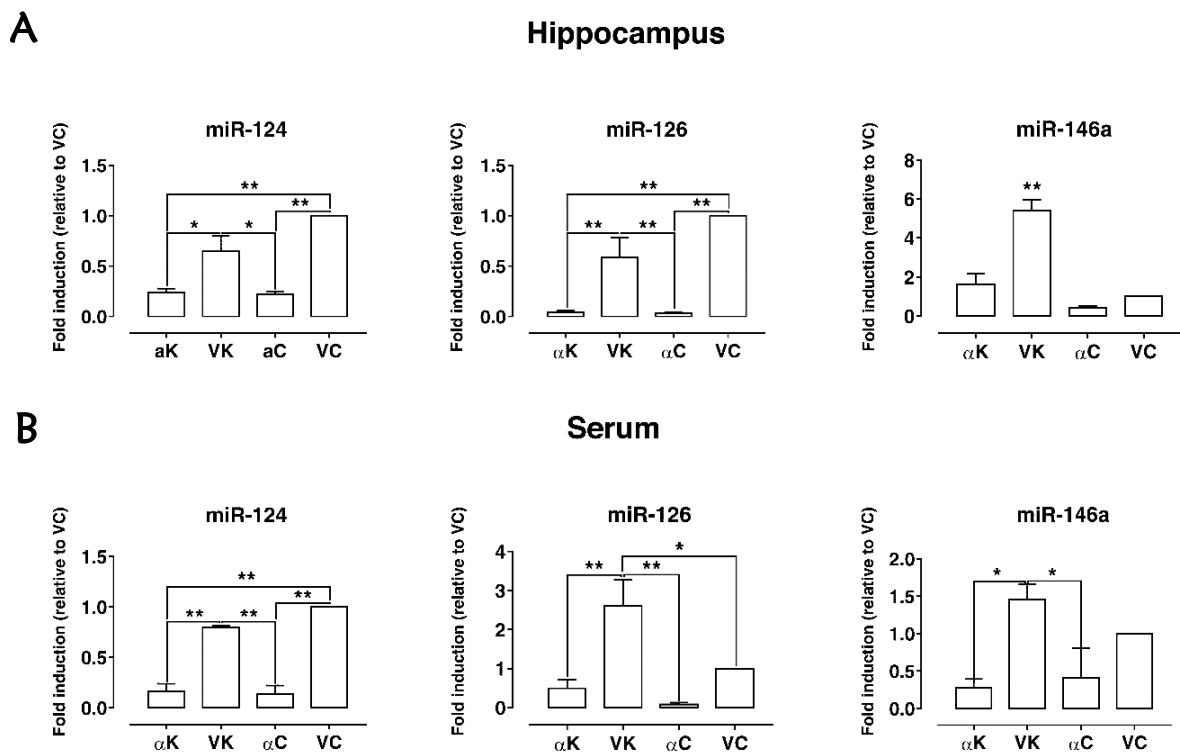 A
Hippocampus
miR-124
Fold induction (relative to VC)
1.5
1.0
0.5
0.0
**
**
*
*
aK VK aC VC
miR-126
Fold induction (relative to VC)
1.5
1.0
0.5
0.0
**
**
**
**
αK VK αC VC
miR-146a
Fold induction (relative to VC)
8
6
4
2
0
**
αK VK αC VC
B
Serum
miR-124
Fold induction (relative to VC)
1.5
1.0
0.5
0.0
**
**
**
**
αK VK αC VC
miR-126
Fold induction (relative to VC)
4
3
2
1
0
*
**
**
αK VK αC VC
miR-146a
Fold induction (relative to VC)
2.0
1.5
1.0
0.5
0.0
*
*
αK VK αC VC